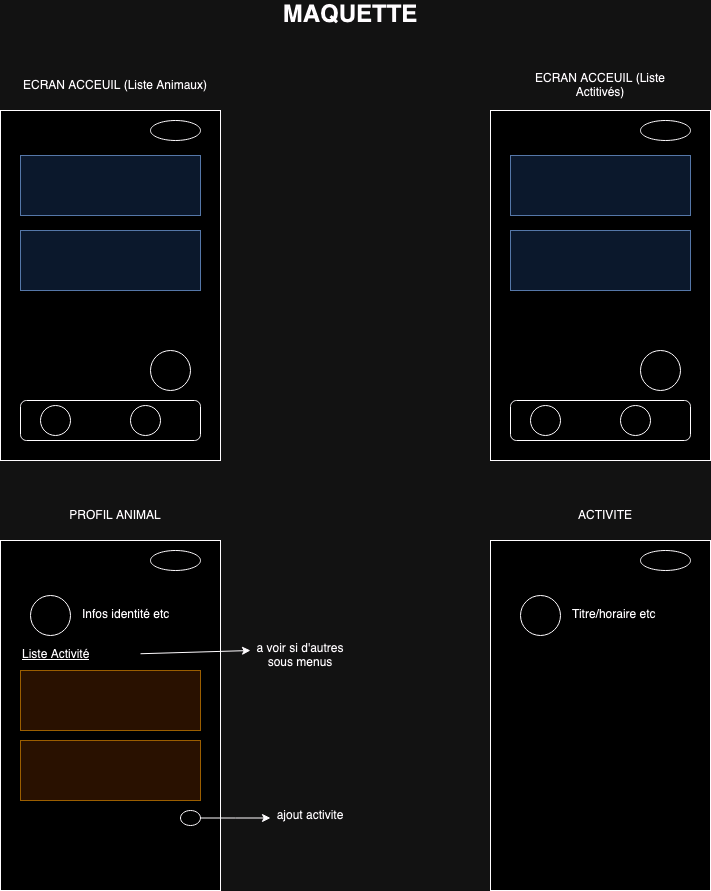 MAQUETTE
ECRAN ACCEUIL (Liste Animaux)
ECRAN ACCEUIL (Liste
Actitivés)
PROFIL ANIMAL
ACTIVITE
Infos identité etc
Titre/horaire etc
Liste Activité
a voir si d'autres
sous menus
ajout activite